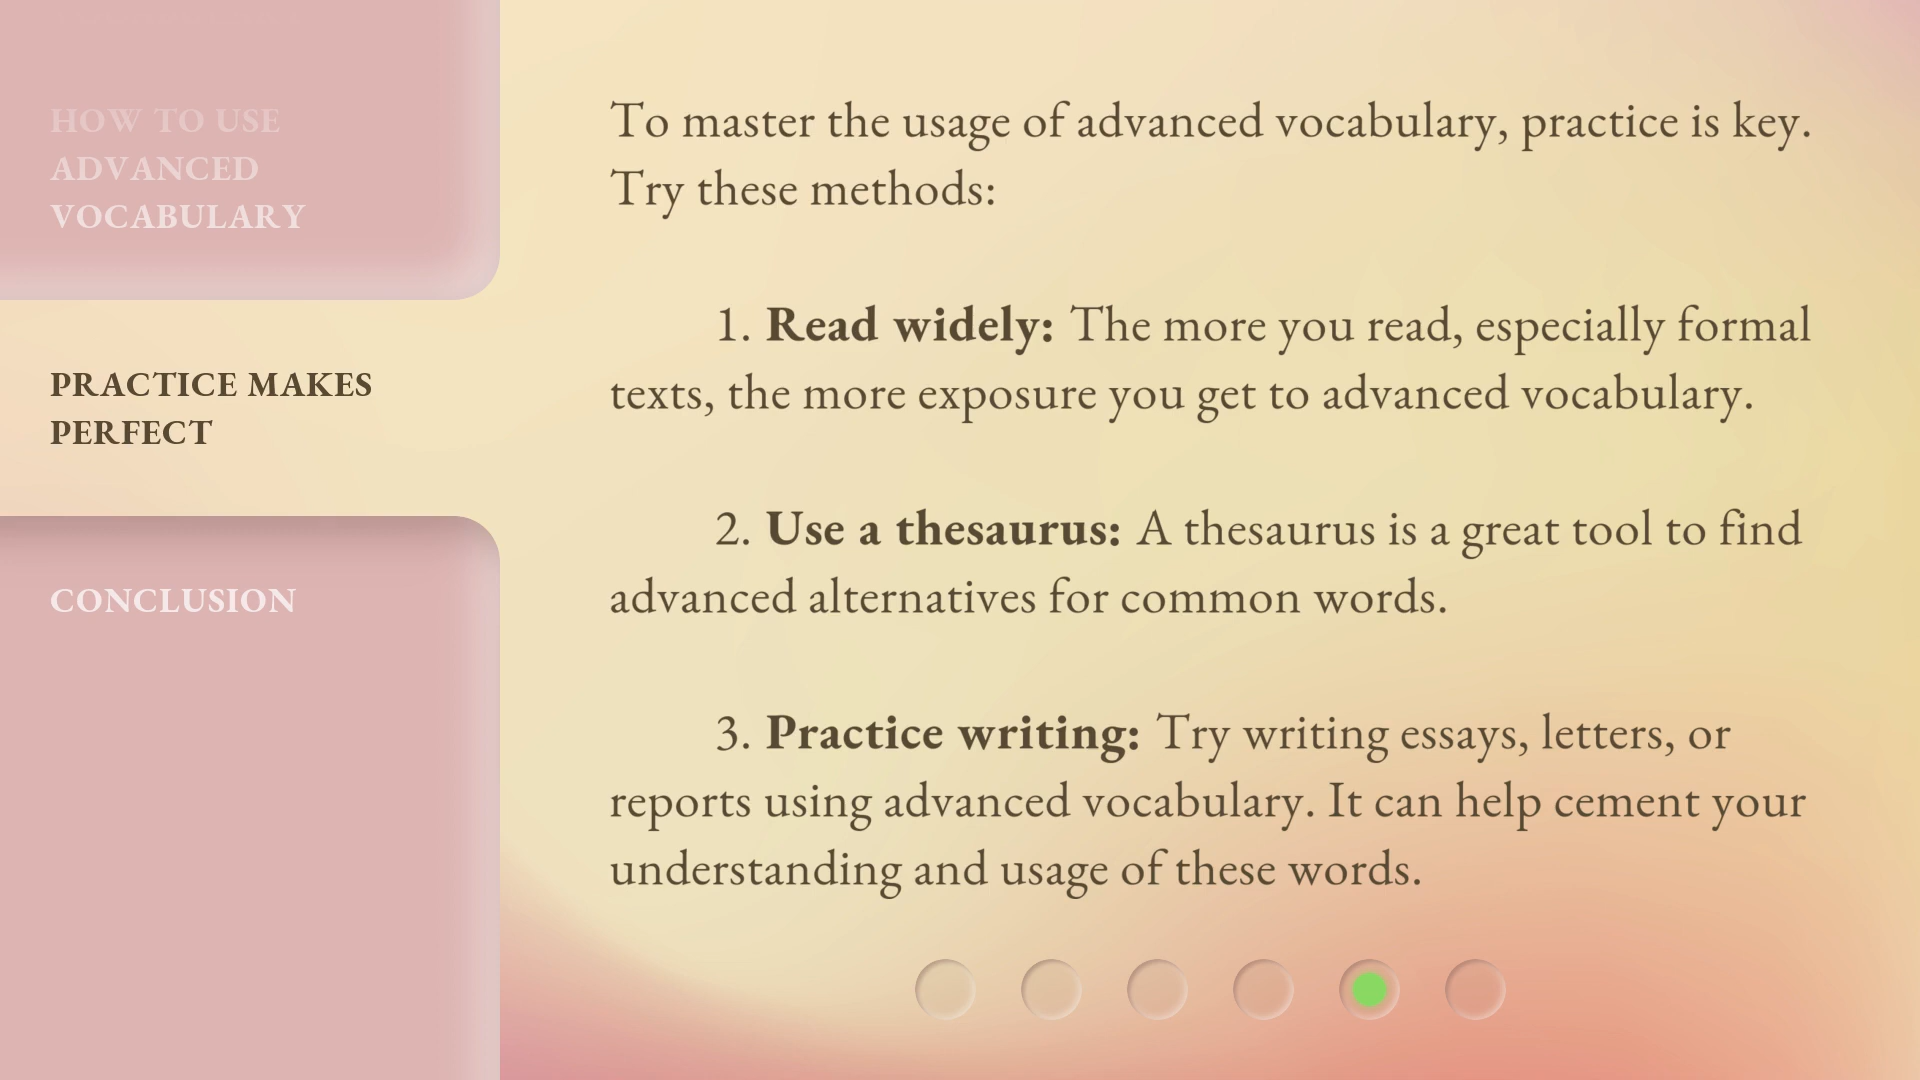 HOW TO USE
ADVANCED
VOCABULARY
PRACTICE MAKES
PERFECT
CONCLUSION
To master the usage of advanced vocabulary, practice is key.
Try these methods:
1. Read widely: The more you read, especially formal
texts, the more exposure you get to advanced vocabulary.
2. Use a thesaurus: A thesaurus is a great tool to find
advanced alternatives for common words.
3. Practice writing: Try writing essays, letters, or
reports using advanced vocabulary. It can help cement your
understanding and usage of these words.